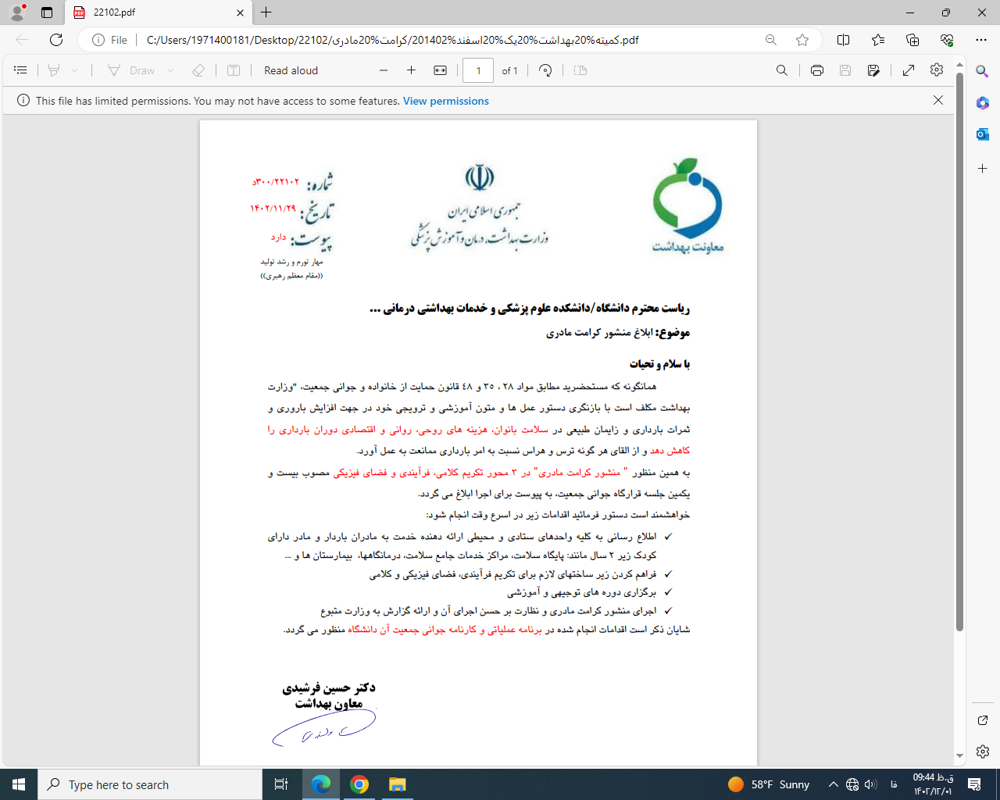 22102.pdf
File
C:/Users/1971400181/Desktop/22102/کرامت%20مادری/201402%کمیته%20بهداشت%20یک%20اسفند.pdf
Draw
Read aloud
1
of 1
This file has limited permissions. You may not have access to some features. View permissions
شماره: ۳۰۰/۲۲۱۰۲د
تاریخ: ۱۴۰۲/۱۱/۲۹
پیوست: دارد
مهار تورم و رشد تولید
((مقام معظم رهبری))
جمهوری اسلامی ایران
وزارت بهداشت، درمان و آموزش پزشکی
معاونت بهداشت
ریاست محترم دانشگاه/دانشکده علوم پزشکی و خدمات بهداشتی درمانی ...
موضوع: ابلاغ منشور کرامت مادری
با سلام و تحیات
همانگونه که مستحضرید مطابق مواد ۲۸ ، ۳۵ و ۴۸ قانون حمایت از خانواده و جوانی جمعیت، "وزارت
بهداشت مکلف است با بازنگری دستور عمل ها و متون آموزشی و ترویجی خود در جهت افزایش باروری و
ثمرات بارداری و زایمان طبیعی در سلامت بانوان، هزینه های روحی، روانی و اقتصادی دوران بارداری را
کاهش دهد و از القای هر گونه ترس و هراس نسبت به امر بارداری ممانعت به عمل آورد.
به همین منظور " منشور کرامت مادری" در ۳ محور تکریم کلامی، فرآیندی و فضای فیزیکی مصوب بیست و
یکمین جلسه قرارگاه جوانی جمعیت، به پیوست برای اجرا ابلاغ می گردد.
خواهشمند است دستور فرمائید اقدامات زیر در اسرع وقت انجام شود:
✓ اطلاع رسانی به کلیه واحدهای ستادی و محیطی ارائه دهنده خدمت به مادران باردار و مادر دارای
کودک زیر ۲ سال مانند: پایگاه سلامت، مراکز خدمات جامع سلامت، درمانگاهها، بیمارستان ها و ...
✓ فراهم کردن زیر ساختهای لازم برای تکریم فرآیندی، فضای فیزیکی و کلامی
✓ برگزاری دوره های توجیهی و آموزشی
✓ اجرای منشور کرامت مادری و نظارت بر حسن اجرای آن و ارائه گزارش به وزارت متبوع
شایان ذکر است اقدامات انجام شده در برنامه عملیاتی و کارنامه جوانی جمعیت آن دانشگاه منظور می گردد.
دکتر حسین فرشیدی
معاون بهداشت
Type here to search
58°F Sunny
فا
09:44 ق.ظ
۱۴۰۲/۱۲/۰۱